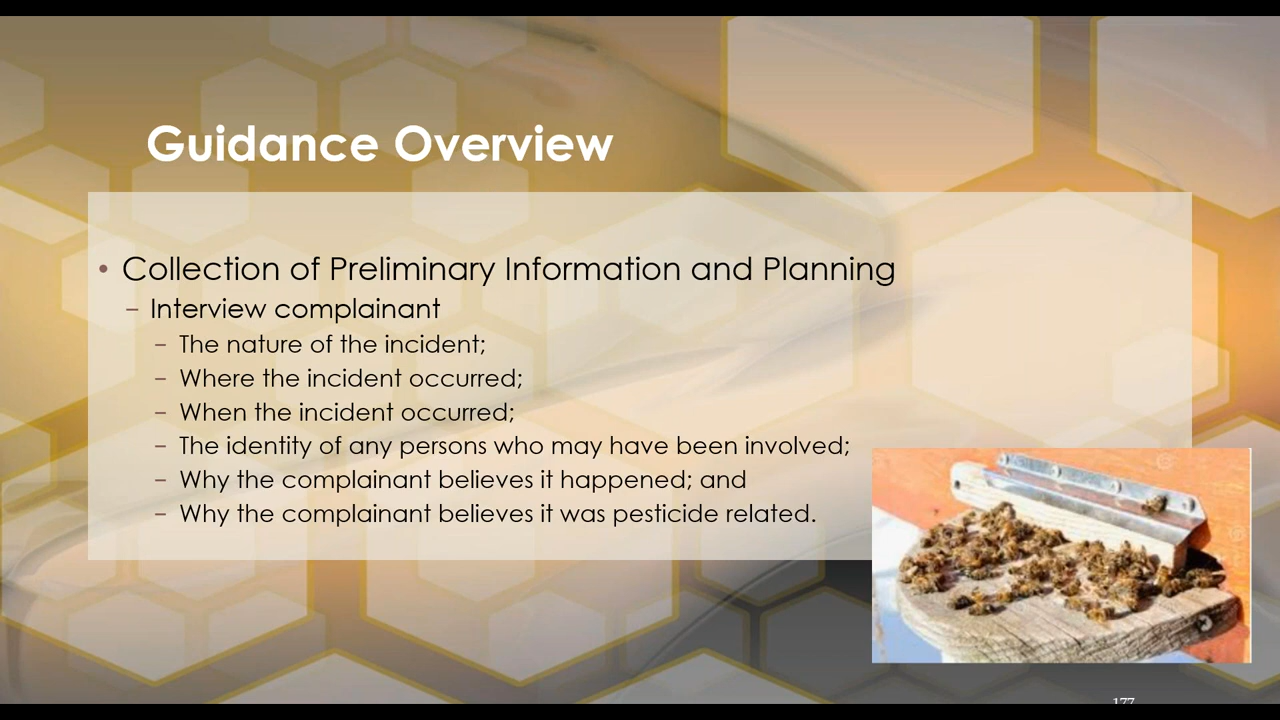 Guidance Overview
• Collection of Preliminary Information and Planning
– Interview complainant
– The nature of the incident;
– Where the incident occurred;
– When the incident occurred;
– The identity of any persons who may have been involved;
– Why the complainant believes it happened; and
– Why the complainant believes it was pesticide related.
177